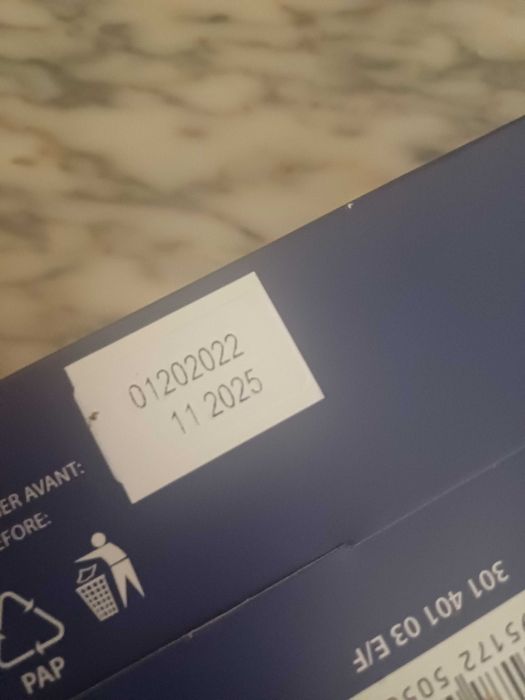 01202022
11 2025
ER AVANT:
EFORE:
PAP
301 401 03 E/F